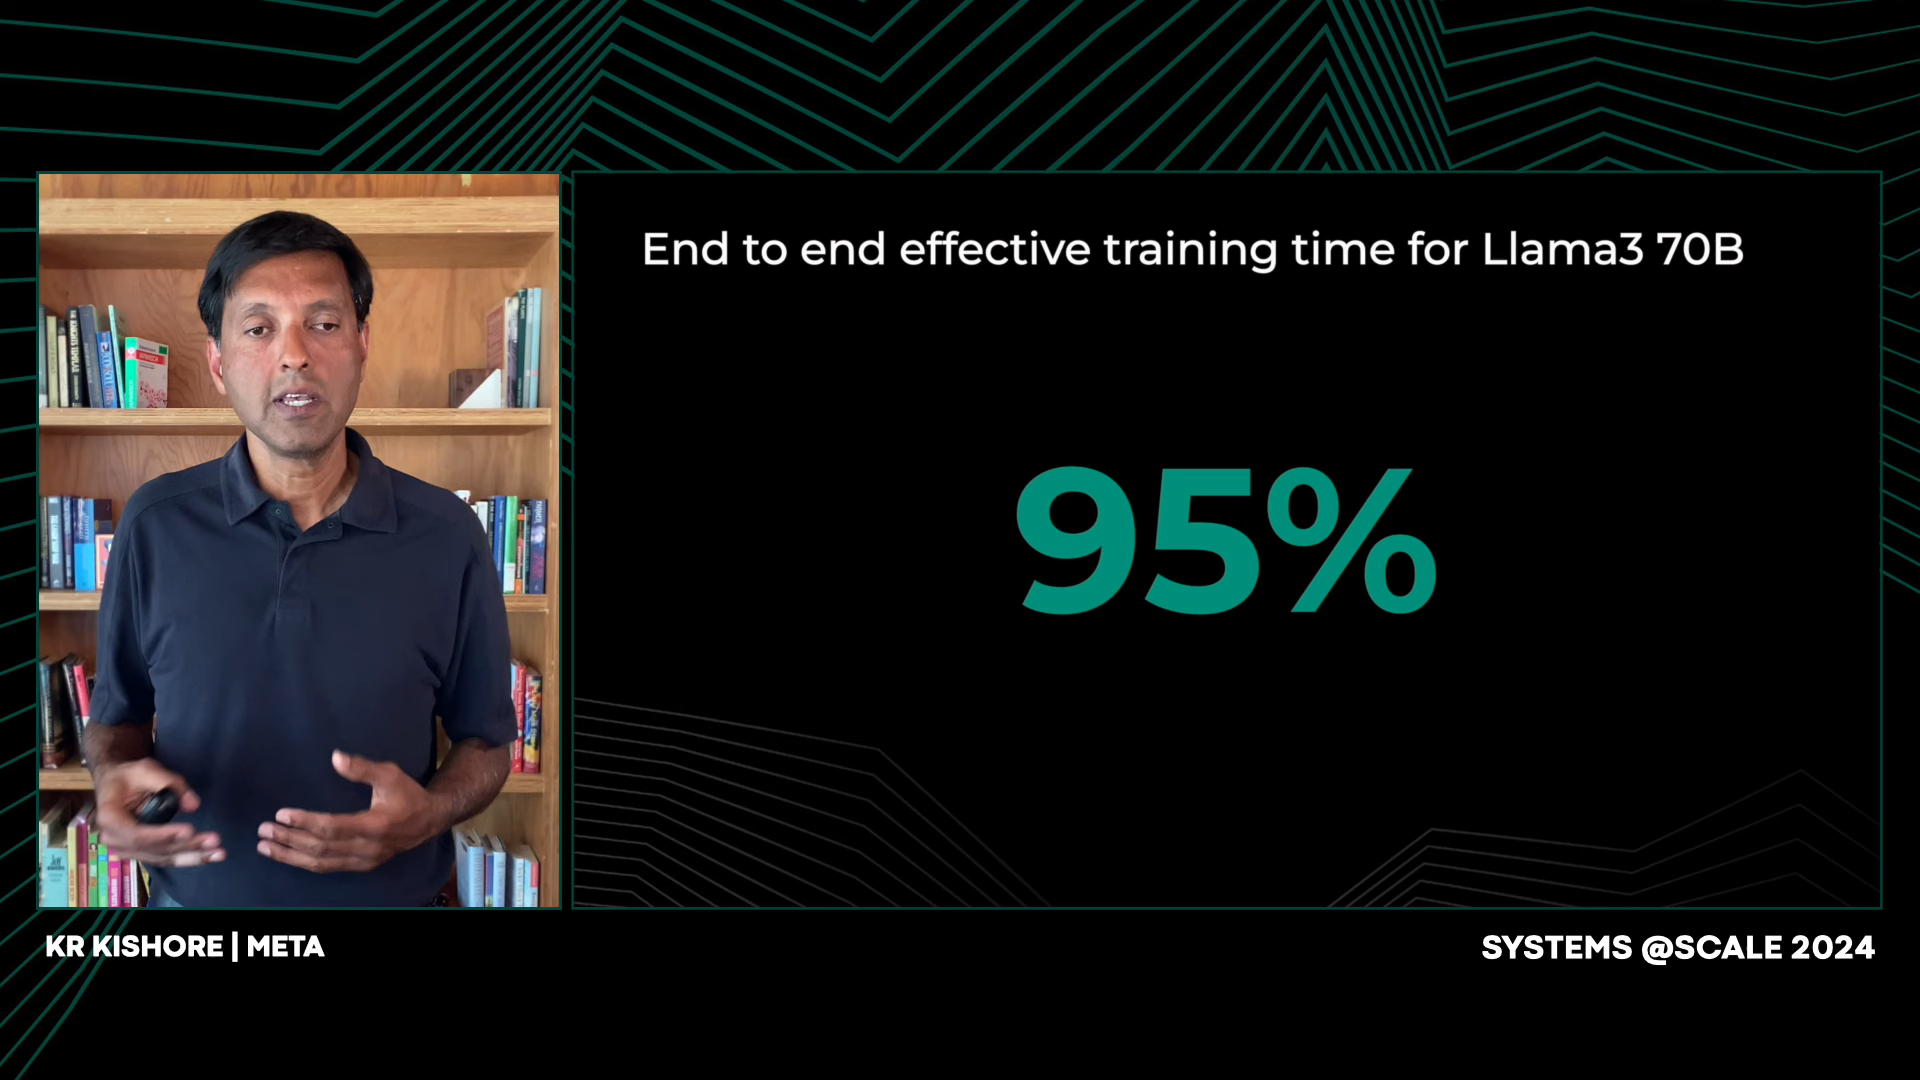 End to end effective training time for Llama3 70B
95%
KR KISHORE | META
SYSTEMS @SCALE 2024